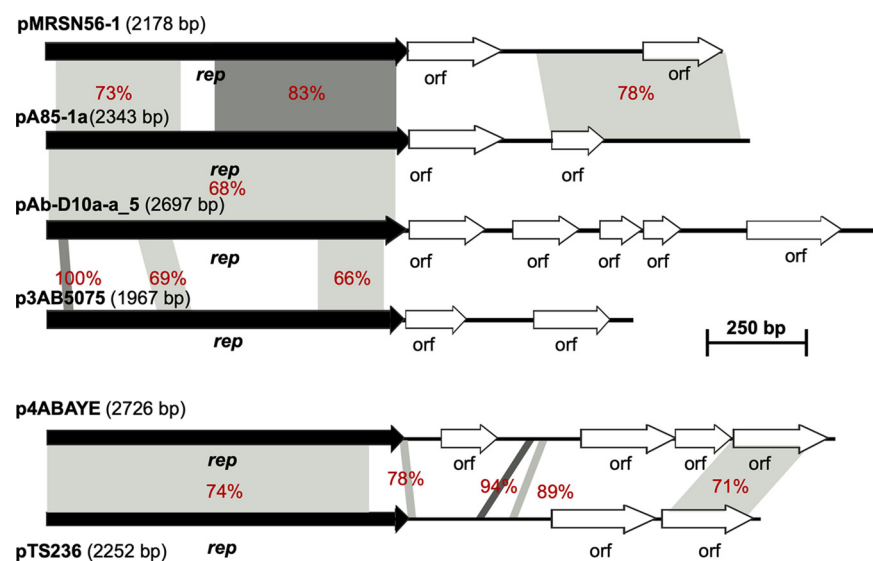 pMRSN56-1 (2178 bp)
rep orf orf
73% 83% 78%
pA85-1a(2343 bp)
rep orf orf
68%
pAb-D10a-a_5 (2697 bp)
rep orf orf orf orf orf
100% 69% 66%
p3AB5075 (1967 bp)
rep orf orf
250 bp
p4ABAYE (2726 bp)
rep orf orf orf orf
74% 78% 94% 89% 71%
pTS236 (2252 bp) rep orf orf